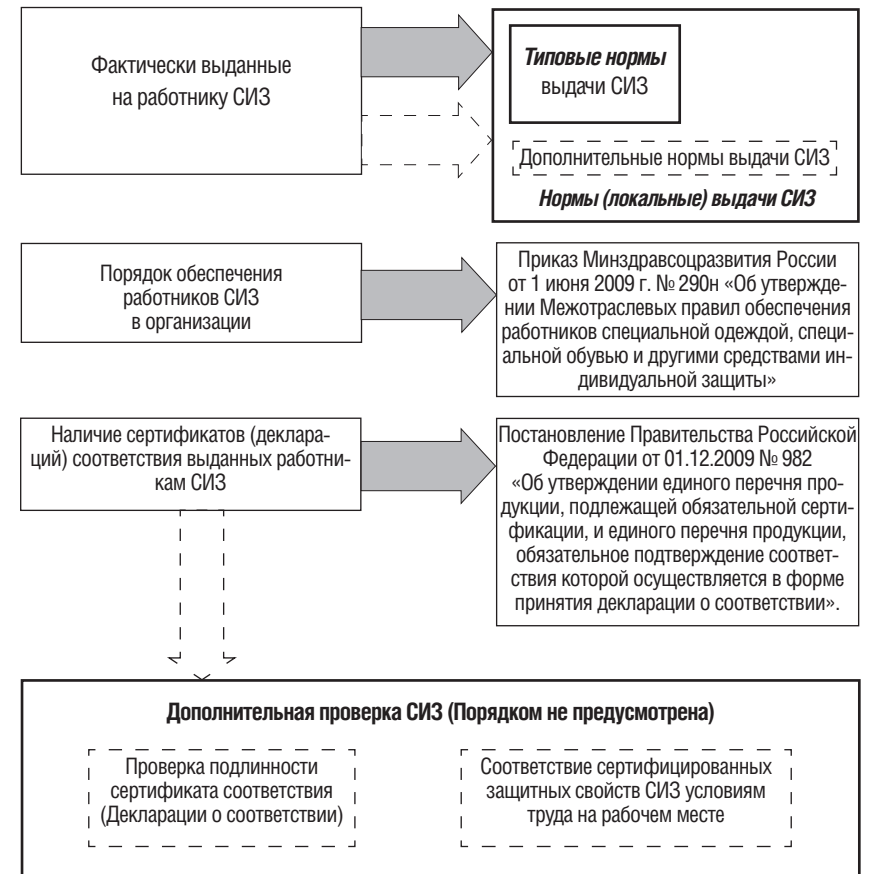 Фактически выданные
на работнику СИЗ
Типовые нормы
выдачи СИЗ
Дополнительные нормы выдачи СИЗ
Нормы (локальные) выдачи СИЗ
Порядок обеспечения
работников СИЗ
в организации
Приказ Минздравсоцразвития России
от 1 июня 2009 г. № 290н «Об утвержде-
нии Межотраслевых правил обеспечения
работников специальной одеждой, специ-
альной обувью и другими средствами ин-
дивидуальной защиты»
Наличие сертификатов (деклара-
ций) соответствия выданных работни-
кам СИЗ
Постановление Правительства Российской
Федерации от 01.12.2009 № 982
«Об утверждении единого перечня про-
дукции, подлежащей обязательной серти-
фикации, и единого перечня продукции,
обязательное подтверждение соответ-
ствия которой осуществляется в форме
принятия декларации о соответствии».
Дополнительная проверка СИЗ (Порядком не предусмотрена)
Проверка подлинности
сертификата соответствия
(Декларации о соответствии)
Соответствие сертифицированных
защитных свойств СИЗ условиям
труда на рабочем месте